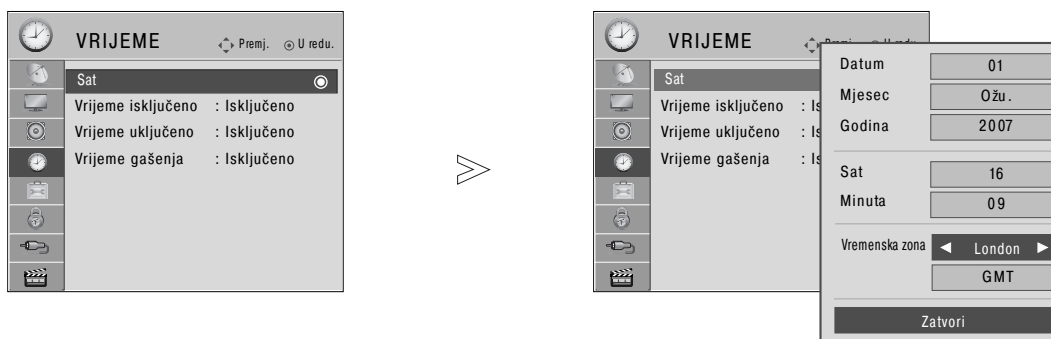 VRIJEME Premj. U redu.
Sat
Vrijeme isključeno : Isključeno
Vrijeme uključeno : Isključeno
Vrijeme gašenja : Isključeno
VRIJEME
Sat
Vrijeme isključeno : Is
Vrijeme uključeno : Is
Vrijeme gašenja : Is
Datum 01
Mjesec Ožu.
Godina 2007
Sat 16
Minuta 09
Vremenska zona ◄ London ►
GMT
Zatvori